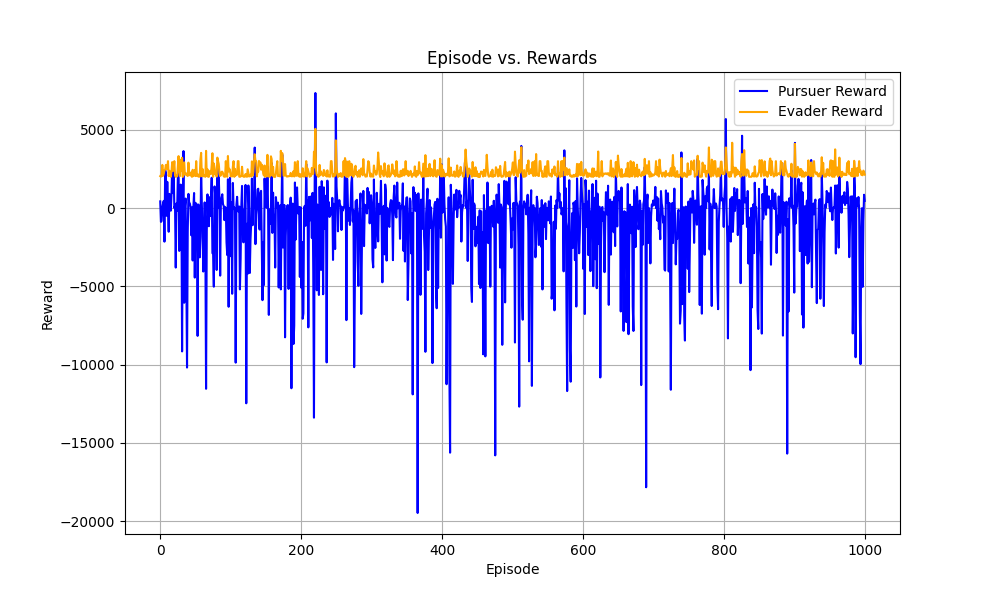 Episode vs. Rewards
Pursuer Reward
Evader Reward
5000
0
−5000
−10000
−15000
−20000
Reward
0
200
400
600
800
1000
Episode